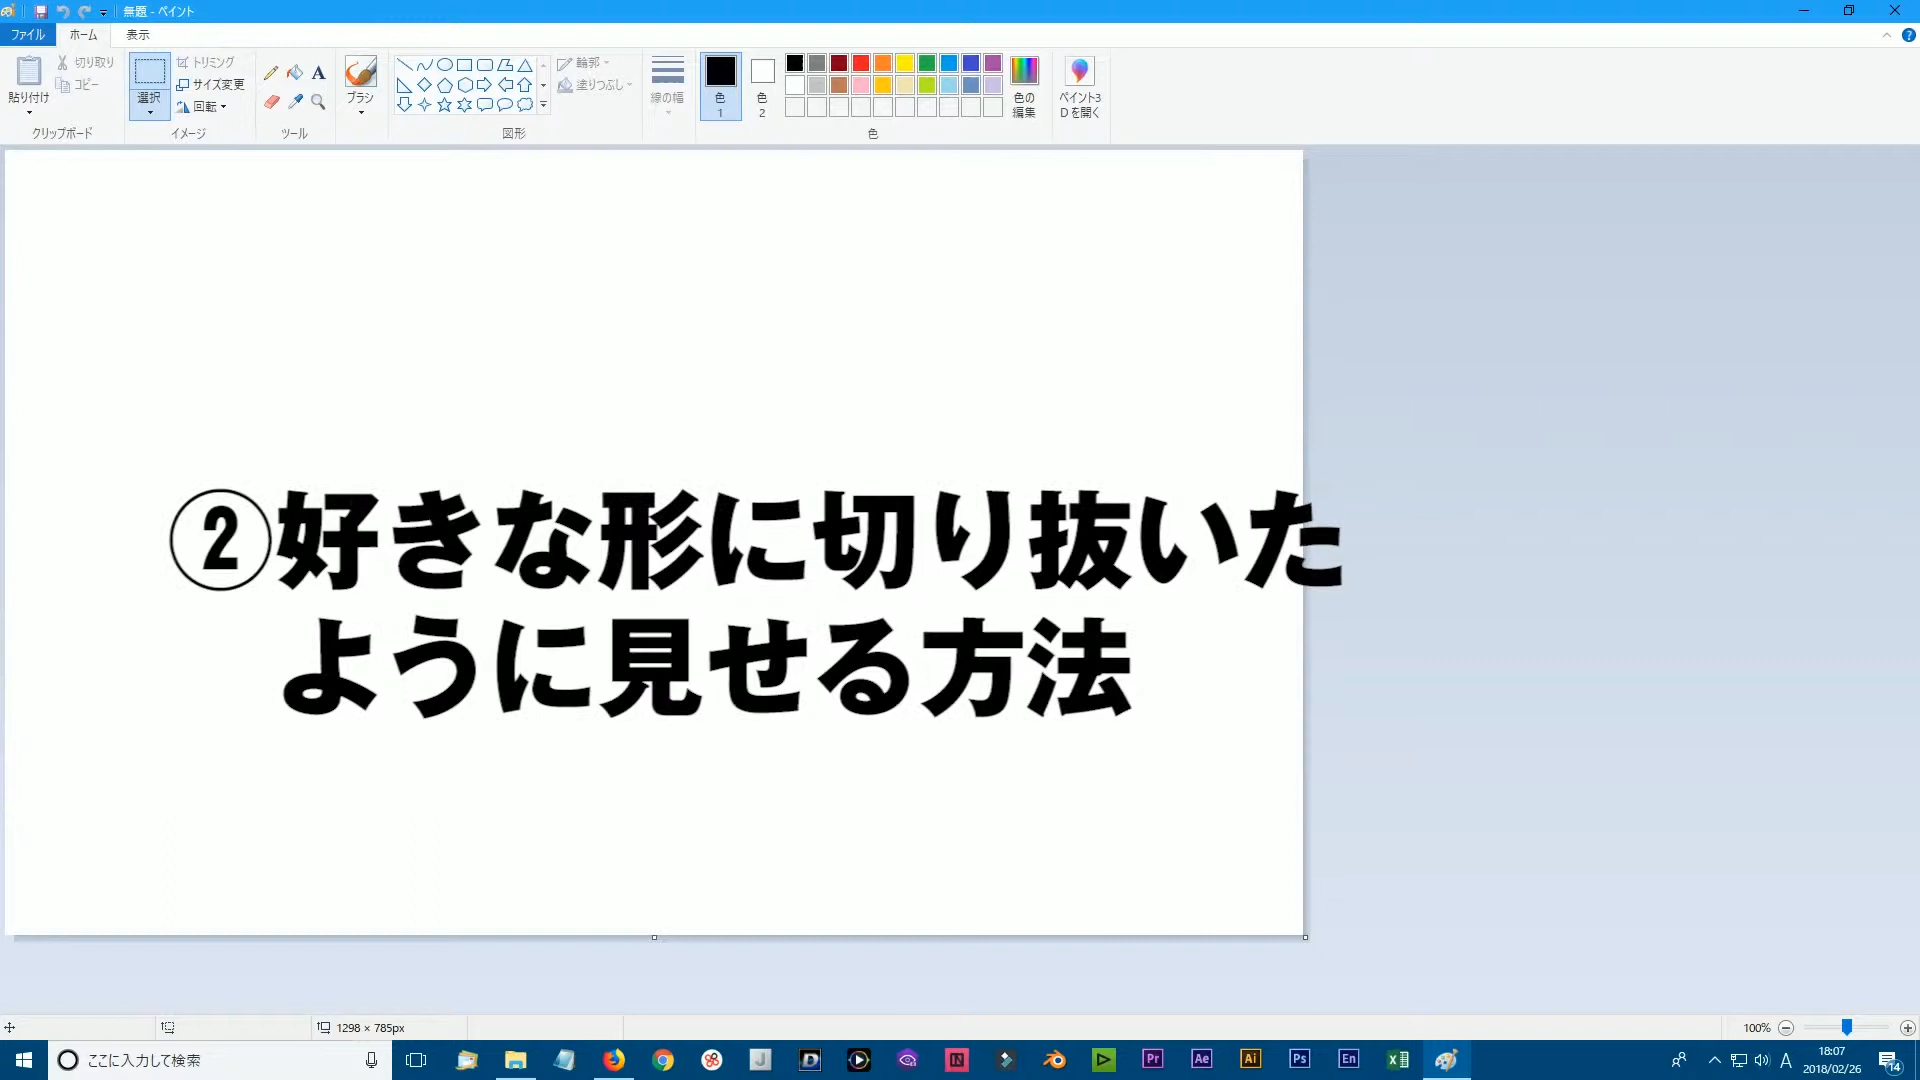 無題 - ペイント
ファイル ホーム 表示
貼り付け 切り取り コピー クリップボード
選択 トリミング サイズ変更 回転 イメージ
A ツール
ブラシ
図形 輪郭 塗りつぶし
線の幅
色 1 色 2 色の編集 色
ペイント3Dを開く
②好きな形に切り抜いた
ように見せる方法
1298 × 785px
100%
ここに入力して検索
J D N Pr Ae Ai Ps En X
A 18:07
2018/02/26 14